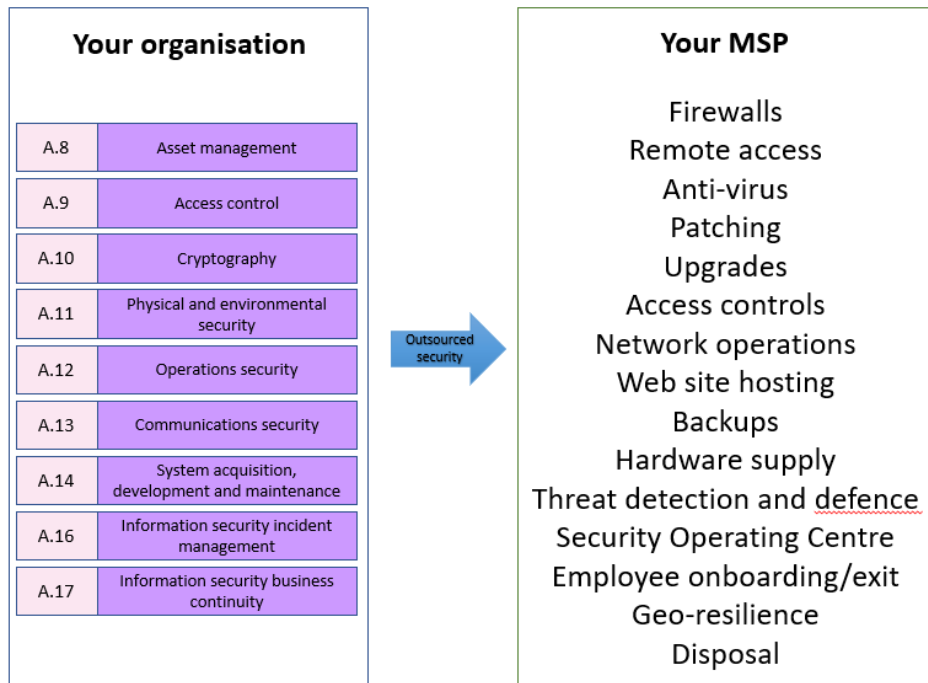 Your organisation
A.8 Asset management
A.9 Access control
A.10 Cryptography
A.11 Physical and environmental
security
A.12 Operations security
A.13 Communications security
A.14 System acquisition,
development and maintenance
A.16 Information security incident
management
A.17 Information security business
continuity
Outsourced
security
Your MSP
Firewalls
Remote access
Anti-virus
Patching
Upgrades
Access controls
Network operations
Web site hosting
Backups
Hardware supply
Threat detection and defence
Security Operating Centre
Employee onboarding/exit
Geo-resilience
Disposal